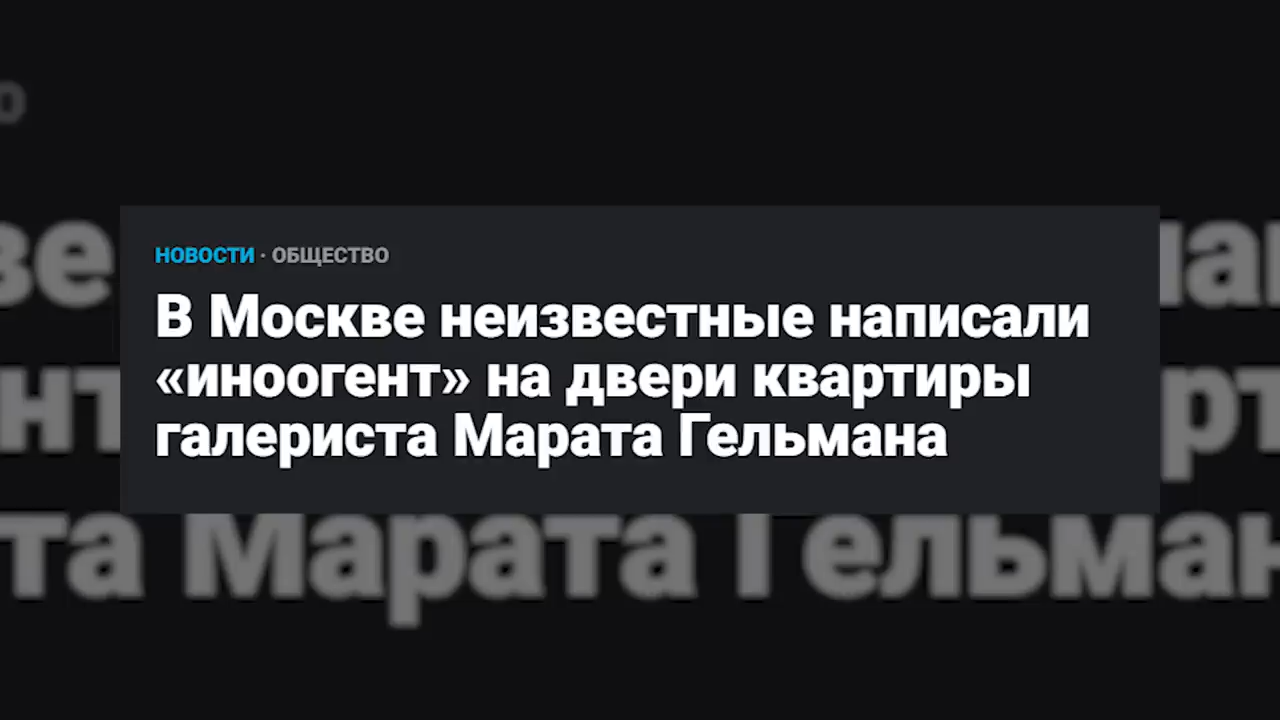 НОВОСТИ · ОБЩЕСТВО
В Москве неизвестные написали
«иноогент» на двери квартиры
галериста Марата Гельмана